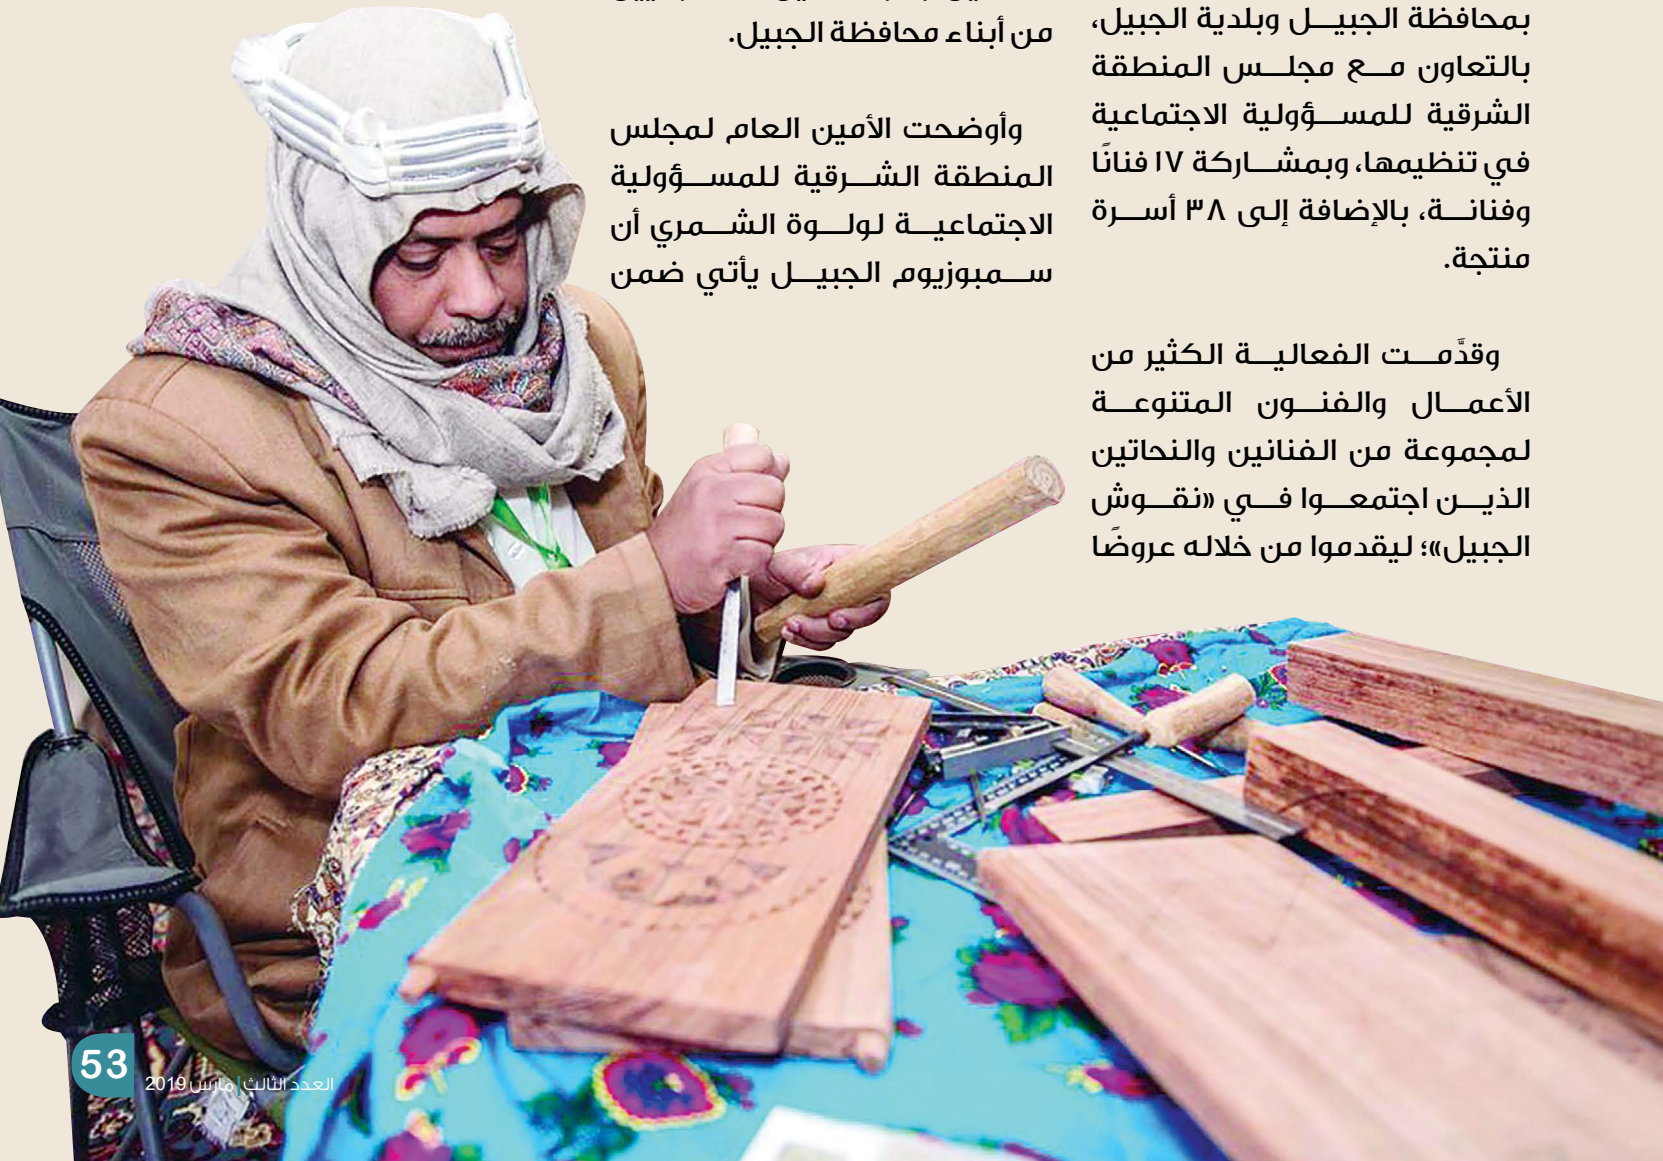 بمحافظة الجبيل وبلدية الجبيل،
بالتعاون مع مجلس المنطقة
الشرقية للمسؤولية الاجتماعية
في تنظيمها، وبمشاركة ١٧ فنانًا
وفنانة، بالإضافة إلى ٣٨ أسرة
منتجة.
وقدَّمت الفعالية الكثير من
الأعمال والفنون المتنوعة
لمجموعة من الفنانين والنحاتين
الذين اجتمعوا في «نقوش
الجبيل»؛ ليقدموا من خلاله عروضًا
من أبناء محافظة الجبيل.
وأوضحت الأمين العام لمجلس
المنطقة الشرقية للمسؤولية
الاجتماعية لولوة الشمري أن
سمبوزيوم الجبيل يأتي ضمن
53
العدد الثالث | مارس 2019